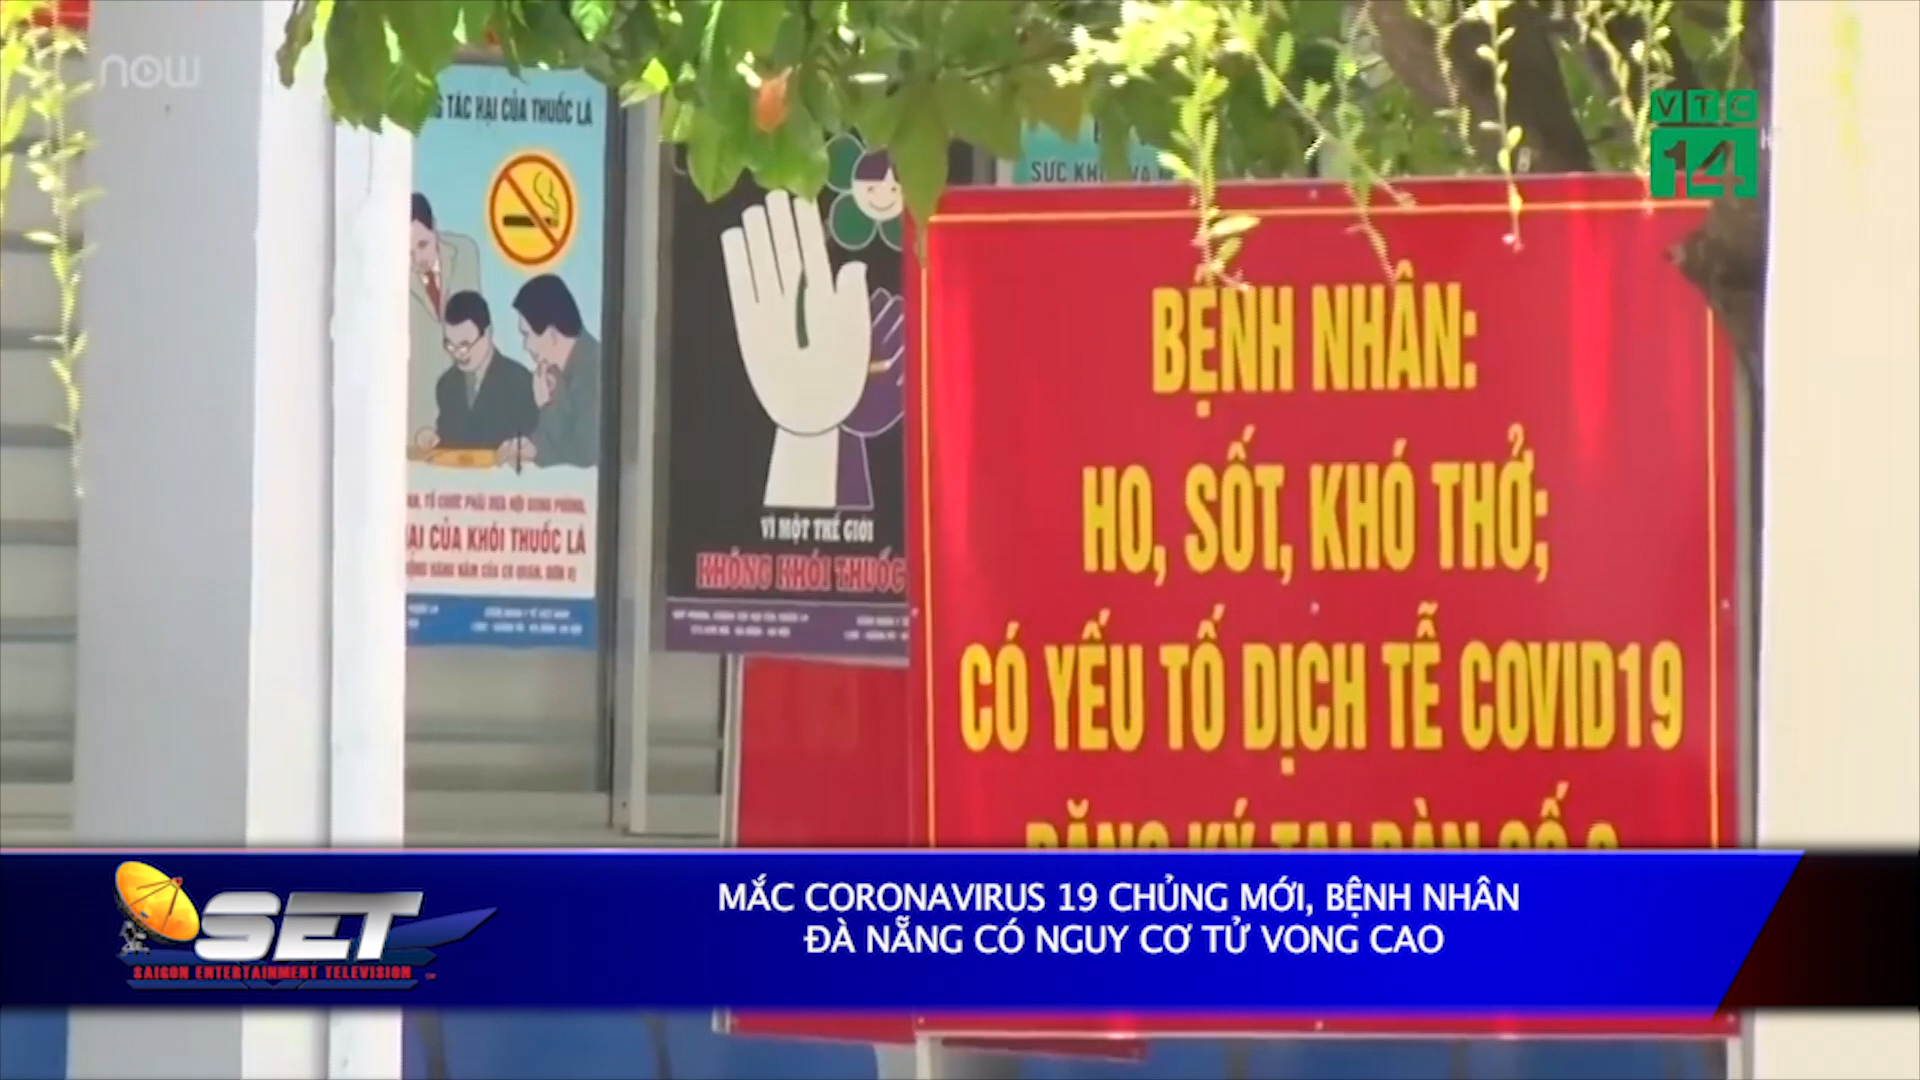 now
TÁC HẠI CỦA THUỐC LÁ
VTC
14
SỨC KH
BỆNH NHÂN:
HO, SỐT, KHÓ THỞ;
CÓ YẾU TỐ DỊCH TỄ COVID19
VÌ MỘT THẾ GIỚI
KHÔNG KHÓI THUỐC
HẠI CỦA KHÓI THUỐC LÁ
SET
SAIGON ENTERTAINMENT TELEVISION
MẮC CORONAVIRUS 19 CHỦNG MỚI, BỆNH NHÂN
ĐÀ NẴNG CÓ NGUY CƠ TỬ VONG CAO